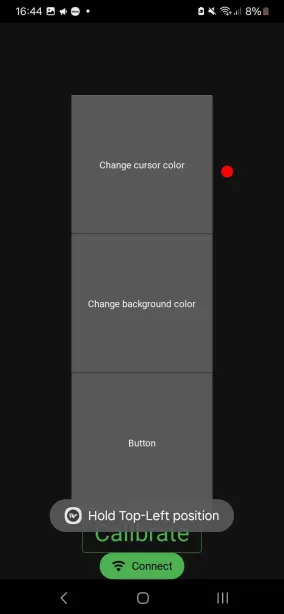 16:44
8%
Change cursor color
Change background color
Button
Hold Top-Left position
Calibrate
Connect